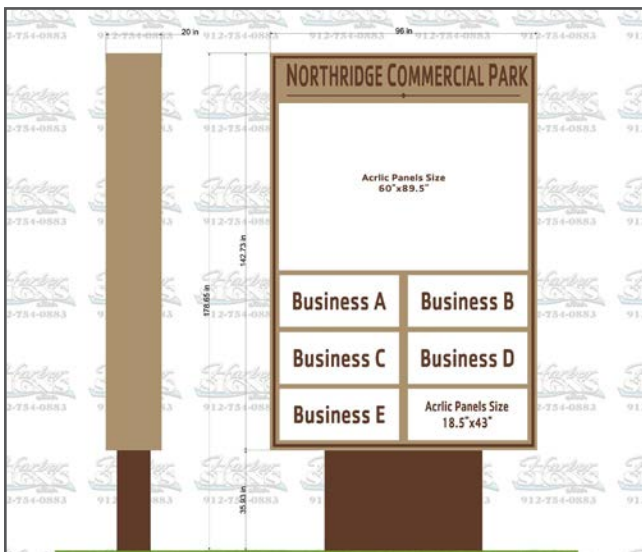 20 in
96 in
912-754-0883
NORTHRIDGE COMMERCIAL PARK
Acrlic Panels Size
60"x89.5"
142.73 in
178.65 in
Business A
Business B
Business C
Business D
Business E
Acrlic Panels Size
18.5"x43"
35.93 in